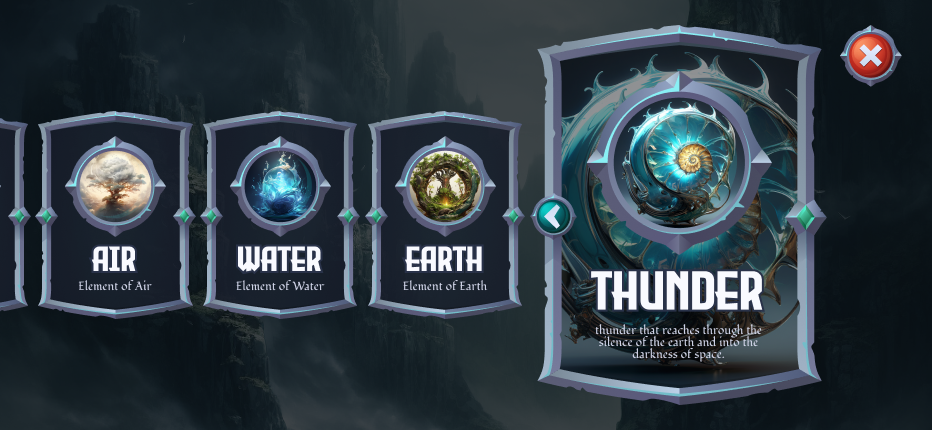 AIR
Element of Air
WATER
Element of Water
EARTH
Element of Earth
THUNDER
thunder that reaches through the
silence of the earth and into the
darkness of space.